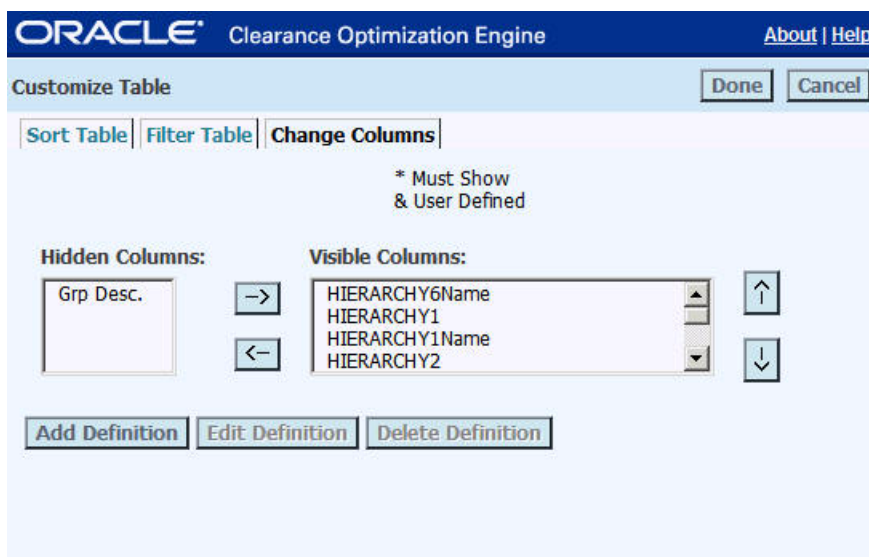 ORACLE® Clearance Optimization Engine About | Help
Customize Table Done Cancel
Sort Table Filter Table Change Columns
* Must Show
& User Defined
Hidden Columns: Visible Columns:
Grp Desc. --> HIERARCHY6Name
HIERARCHY1
<-- HIERARCHY1Name
HIERARCHY2
Add Definition Edit Definition Delete Definition